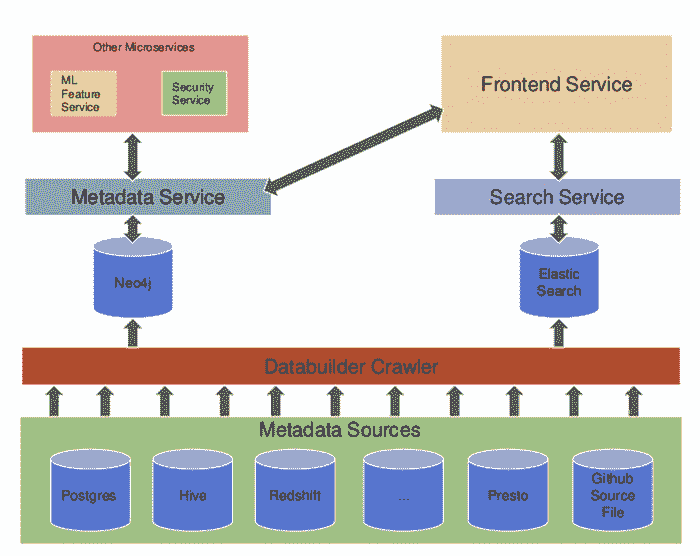 Other Microservices
ML
Feature
Service
Security
Service
Frontend Service
Metadata Service
Search Service
Neo4j
Elastic
Search
Databuilder Crawler
Metadata Sources
Postgres
Hive
Redshift
...
Presto
Github
Source
File